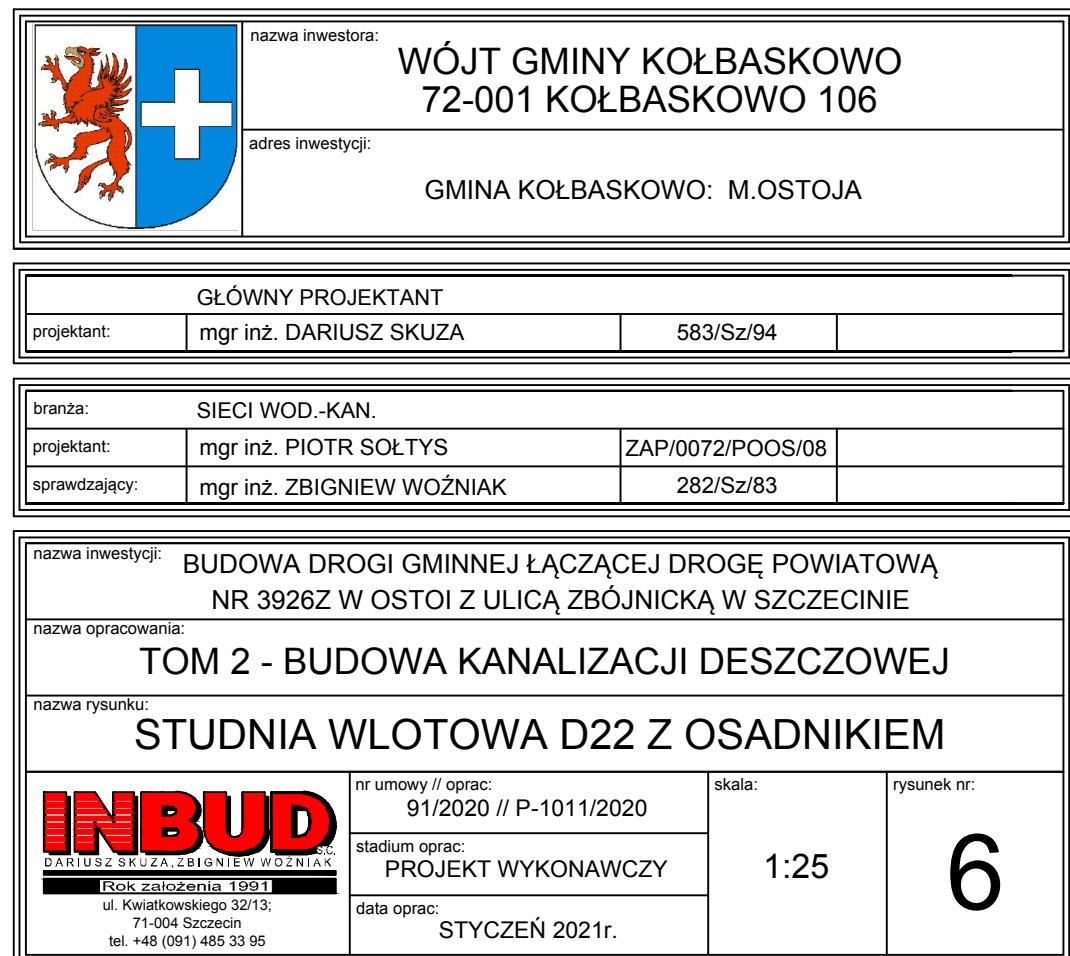 nazwa inwestora:
WÓJT GMINY KOŁBASKOWO
72-001 KOŁBASKOWO 106
adres inwestycji:
GMINA KOŁBASKOWO: M.OSTOJA
GŁÓWNY PROJEKTANT
projektant: mgr inż. DARIUSZ SKUZA 583/Sz/94
branża: SIECI WOD.-KAN.
projektant: mgr inż. PIOTR SOŁTYS ZAP/0072/POOS/08
sprawdzający: mgr inż. ZBIGNIEW WOŹNIAK 282/Sz/83
nazwa inwestycji: BUDOWA DROGI GMINNEJ ŁĄCZĄCEJ DROGĘ POWIATOWĄ
NR 3926Z W OSTOI Z ULICĄ ZBÓJNICKĄ W SZCZECINIE
nazwa opracowania:
TOM 2 - BUDOWA KANALIZACJI DESZCZOWEJ
nazwa rysunku:
STUDNIA WLOTOWA D22 Z OSADNIKIEM
INBUD
S.C.
DARIUSZ SKUZA, ZBIGNIEW WOŹNIAK
Rok założenia 1991
ul. Kwiatkowskiego 32/13;
71-004 Szczecin
tel. +48 (091) 485 33 95
nr umowy // oprac:
91/2020 // P-1011/2020
stadium oprac:
PROJEKT WYKONAWCZY
data oprac:
STYCZEŃ 2021r.
skala:
1:25
rysunek nr:
6